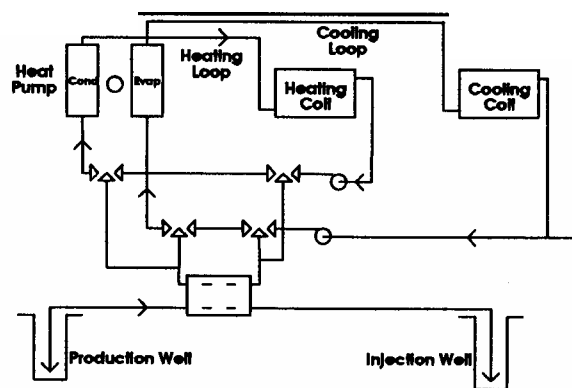 Cooling
Loop
Heat
Pump
Cond
Evap
Heating
Loop
Heating
Coil
Cooling
Coil
Production Well
Injection Well